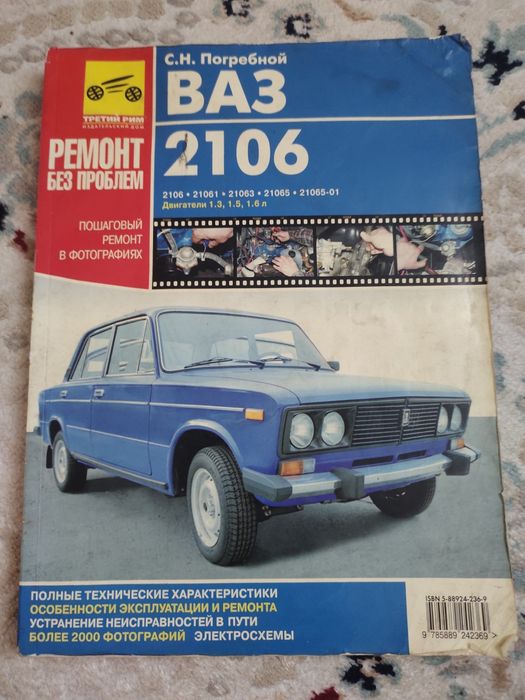 С.Н. Погребной
ВАЗ
2106
2106 • 21061 • 21063 • 21065 • 21065-01
Двигатели 1.3, 1.5, 1.6 л
ТРЕТИЙ РИМ
ИЗДАТЕЛЬСКИЙ ДОМ
РЕМОНТ
БЕЗ ПРОБЛЕМ
ПОШАГОВЫЙ
РЕМОНТ
В ФОТОГРАФИЯХ
ПОЛНЫЕ ТЕХНИЧЕСКИЕ ХАРАКТЕРИСТИКИ
ОСОБЕННОСТИ ЭКСПЛУАТАЦИИ И РЕМОНТА
УСТРАНЕНИЕ НЕИСПРАВНОСТЕЙ В ПУТИ
БОЛЕЕ 2000 ФОТОГРАФИЙ ЭЛЕКТРОСХЕМЫ
ISBN 5-88924-236-9
9 785889 242369 >